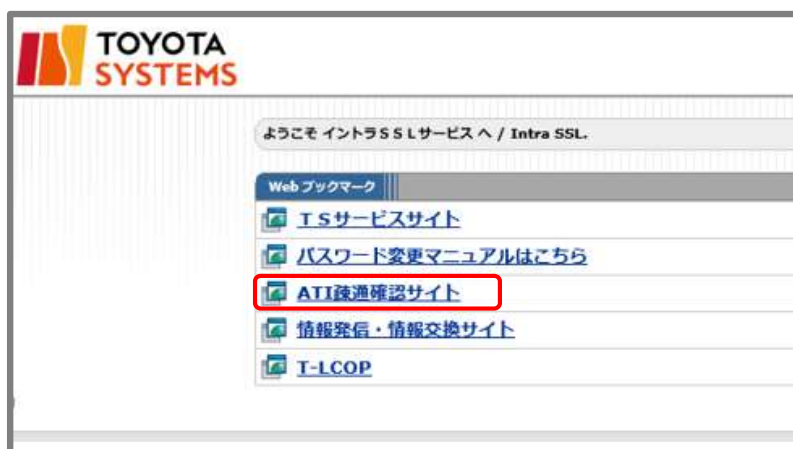 TOYOTA
SYSTEMS
ようこそ イントラSSLサービス へ / Intra SSL.
Web ブックマーク
TSサービスサイト
パスワード変更マニュアルはこちら
ATI疎通確認サイト
情報発信・情報交換サイト
T-LCOP